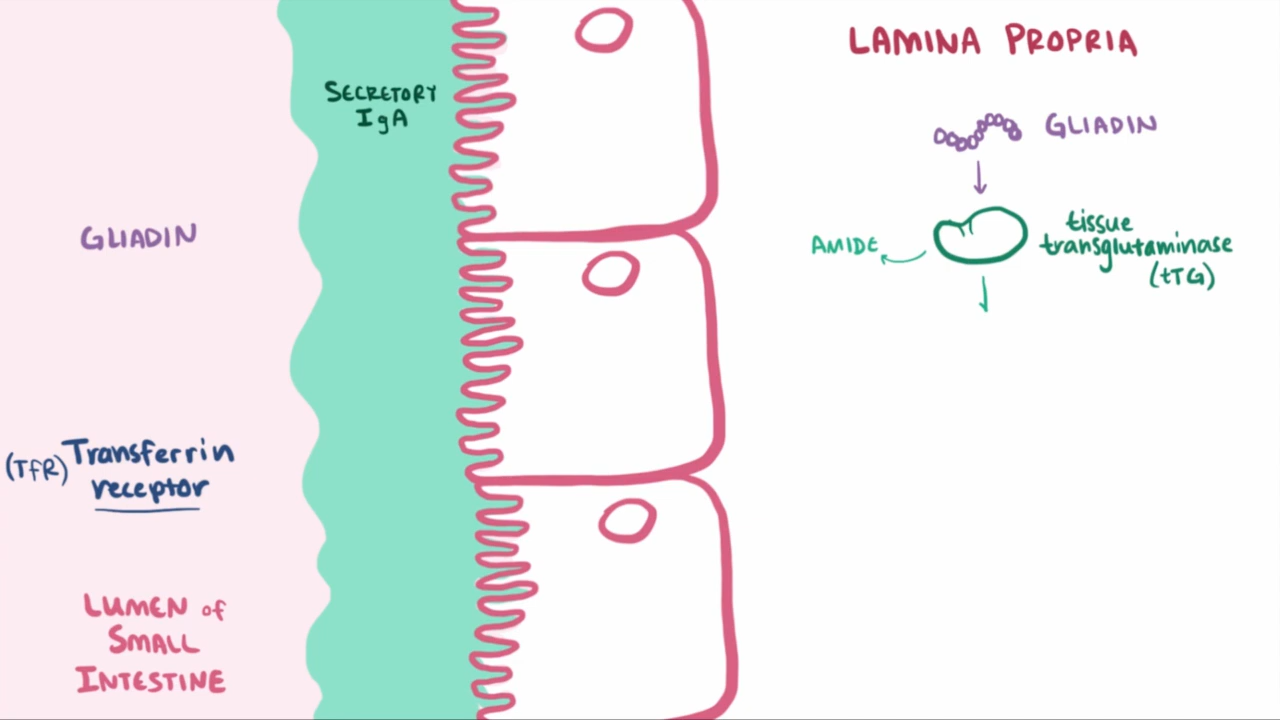 SECRETORY
IgA
GLIADIN
(TfR) Transferrin
receptor
LUMEN of
SMALL
INTESTINE
LAMINA PROPRIA
GLIADIN
AMIDE
tissue
transglutaminase
(tTG)